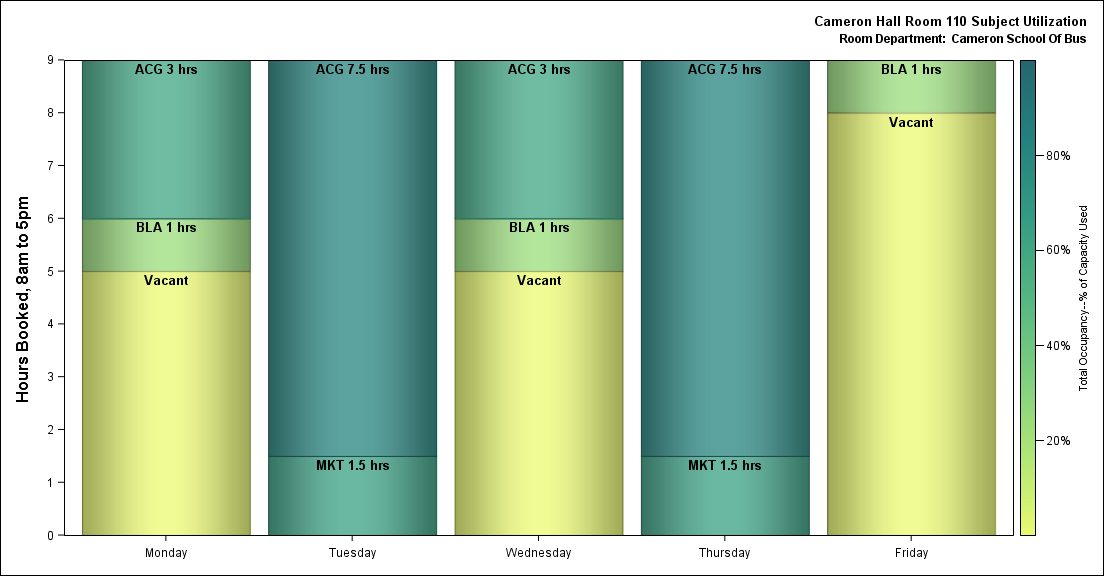 Cameron Hall Room 110 Subject Utilization
Room Department: Cameron School Of Bus
Hours Booked, 8am to 5pm
9
8
7
6
5
4
3
2
1
0
ACG 3 hrs
BLA 1 hrs
Vacant
ACG 7.5 hrs
MKT 1.5 hrs
ACG 3 hrs
BLA 1 hrs
Vacant
ACG 7.5 hrs
MKT 1.5 hrs
BLA 1 hrs
Vacant
Monday
Tuesday
Wednesday
Thursday
Friday
80%
60%
40%
20%
Total Occupancy--% of Capacity Used